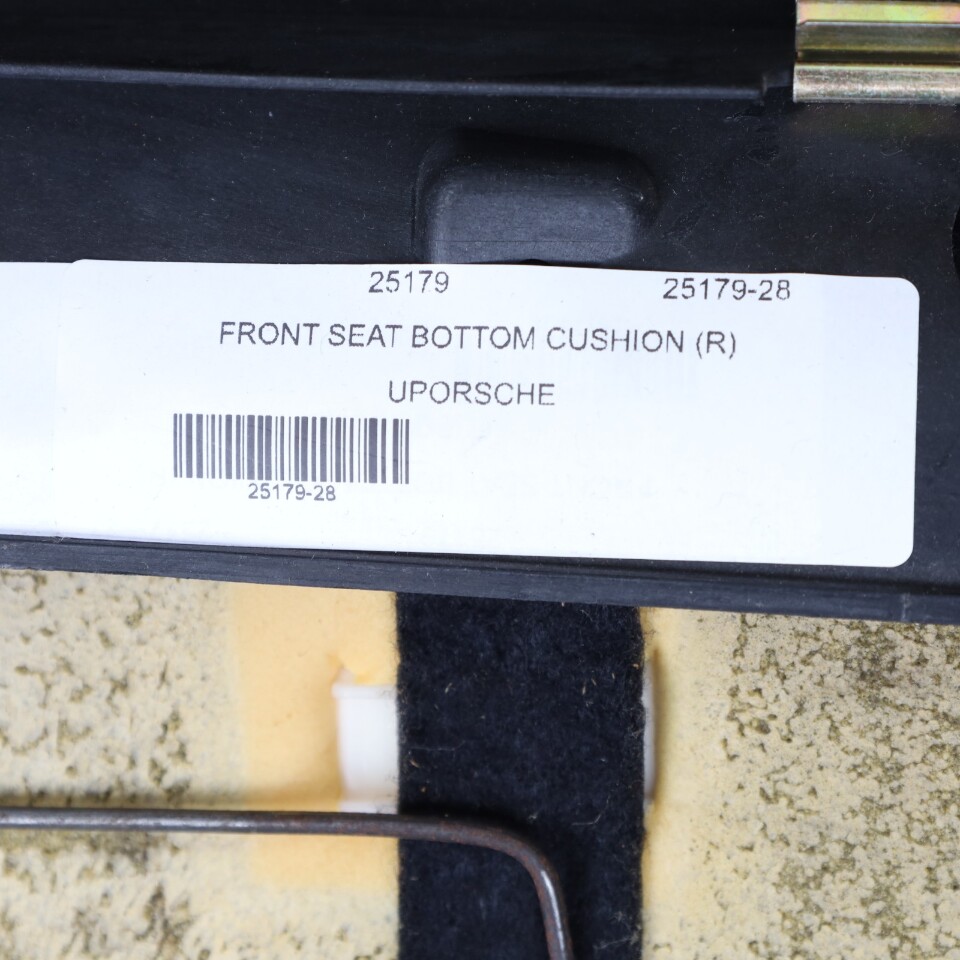 25179 25179-28
FRONT SEAT BOTTOM CUSHION (R)
UPORSCHE
25179-28